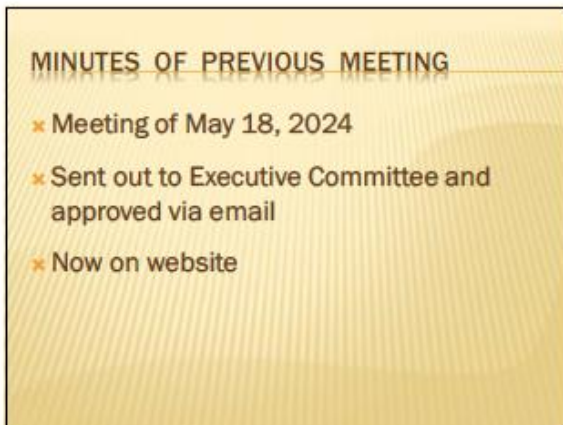 MINUTES OF PREVIOUS MEETING
Meeting of May 18, 2024
Sent out to Executive Committee and
approved via email
Now on website